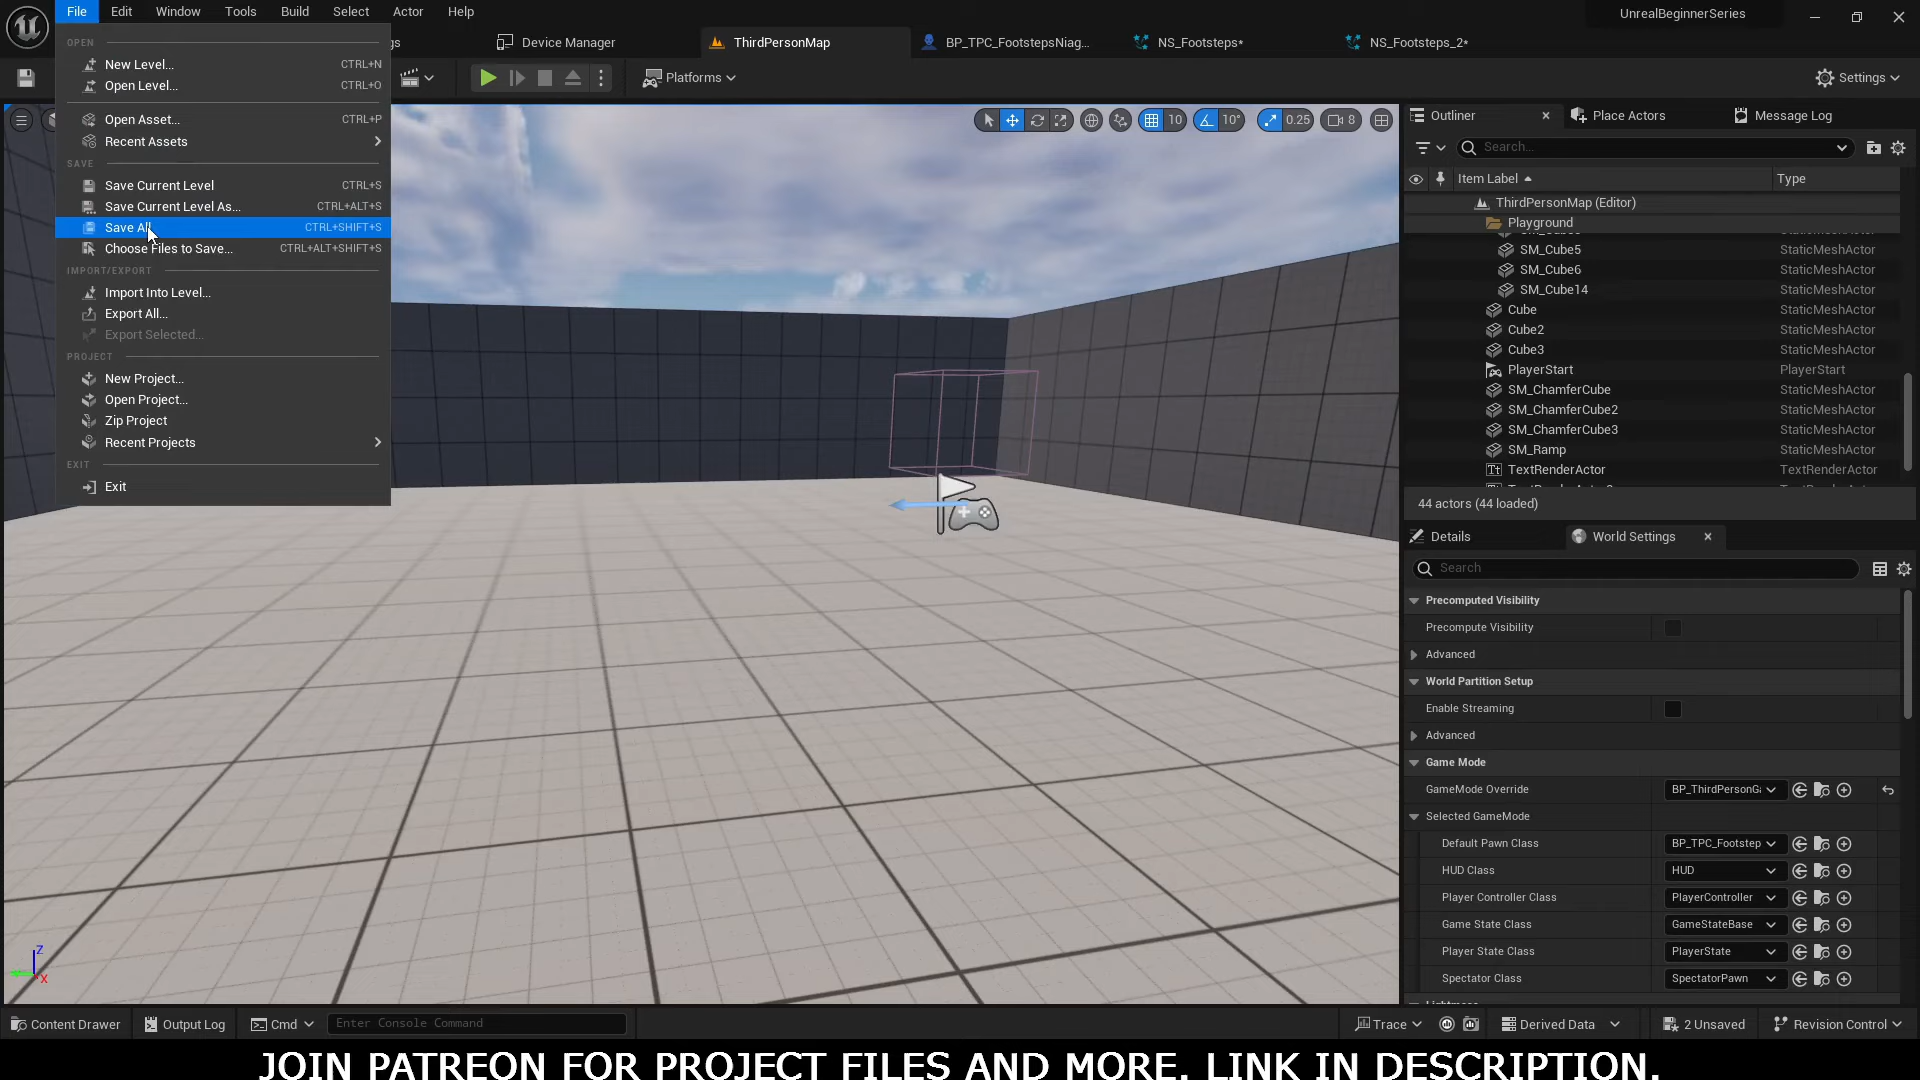 File Edit Window Tools Build Select Actor Help
UnrealBeginnerSeries
gs
Device Manager
ThirdPersonMap
BP_TPC_FootstepsNiag...
NS_Footsteps*
NS_Footsteps_2*
Platforms
Settings
OPEN
New Level... CTRL+N
Open Level... CTRL+O
Open Asset... CTRL+P
Recent Assets
SAVE
Save Current Level CTRL+S
Save Current Level As... CTRL+ALT+S
Save All CTRL+SHIFT+S
Choose Files to Save... CTRL+ALT+SHIFT+S
IMPORT/EXPORT
Import Into Level...
Export All...
Export Selected...
PROJECT
New Project...
Open Project...
Zip Project
Recent Projects
EXIT
Exit
10 10° 0.25 8
Z
X
Outliner
Place Actors
Message Log
Search...
Item Label Type
ThirdPersonMap (Editor)
Playground
SM_Cube5 StaticMeshActor
SM_Cube6 StaticMeshActor
SM_Cube14 StaticMeshActor
Cube StaticMeshActor
Cube2 StaticMeshActor
Cube3 StaticMeshActor
PlayerStart PlayerStart
SM_ChamferCube StaticMeshActor
SM_ChamferCube2 StaticMeshActor
SM_ChamferCube3 StaticMeshActor
SM_Ramp StaticMeshActor
TextRenderActor TextRenderActor
44 actors (44 loaded)
Details
World Settings
Search
Precomputed Visibility
Precompute Visibility
Advanced
World Partition Setup
Enable Streaming
Advanced
Game Mode
GameMode Override BP_ThirdPersonGa
Selected GameMode
Default Pawn Class BP_TPC_Footstep
HUD Class HUD
Player Controller Class PlayerController
Game State Class GameStateBase
Player State Class PlayerState
Spectator Class SpectatorPawn
Content Drawer
Output Log
Cmd
Enter Console Command
Trace
Derived Data
2 Unsaved
Revision Control
JOIN PATREON FOR PROJECT FILES AND MORE. LINK IN DESCRIPTION.